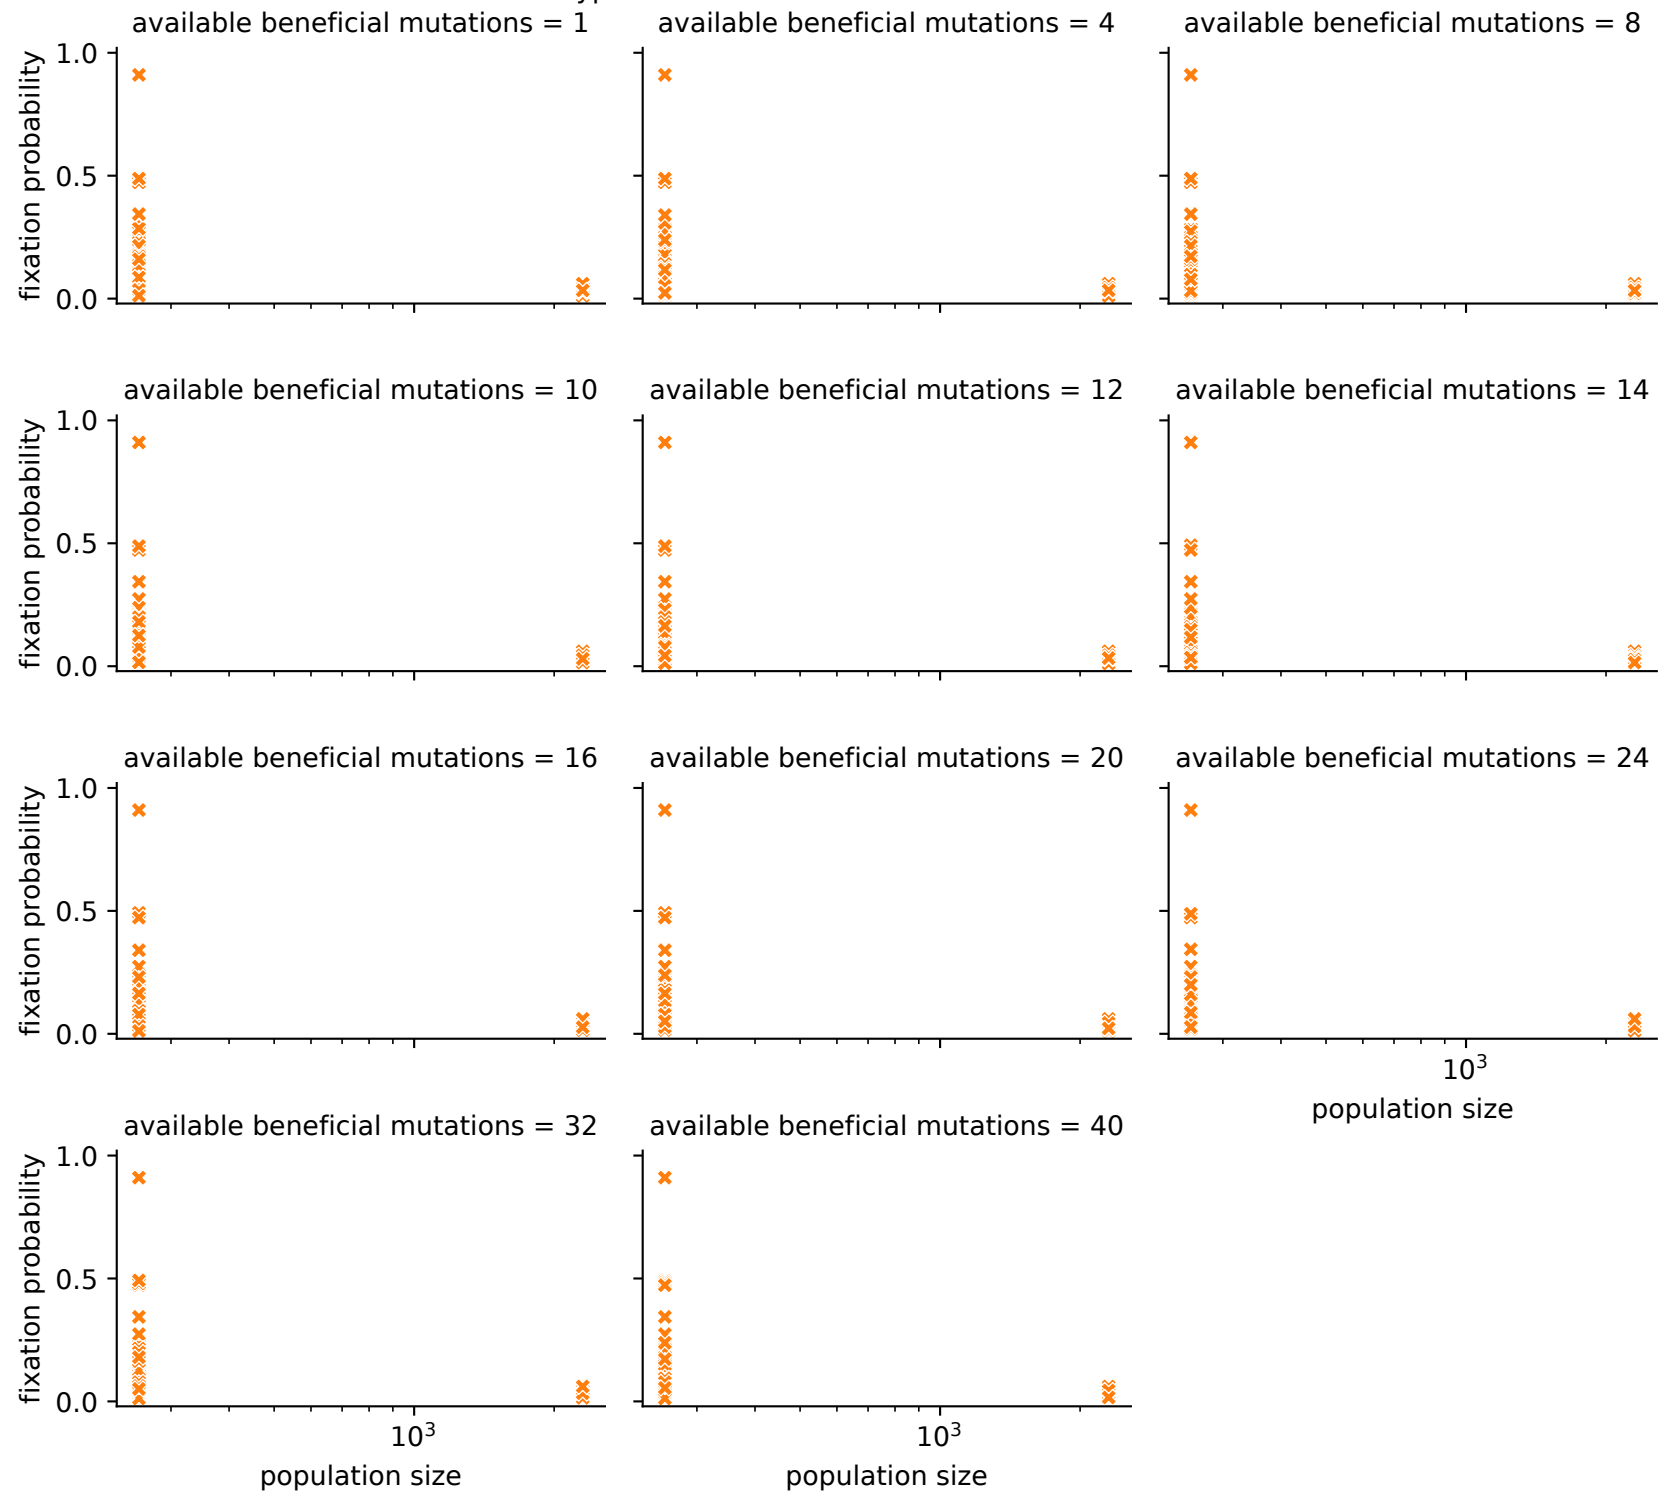 available beneficial mutations = 1
available beneficial mutations = 4
available beneficial mutations = 8
1.0
0.5
0.0
fixation probability
available beneficial mutations = 10
available beneficial mutations = 12
available beneficial mutations = 14
1.0
0.5
0.0
fixation probability
available beneficial mutations = 16
available beneficial mutations = 20
available beneficial mutations = 24
1.0
0.5
0.0
fixation probability
10³
population size
available beneficial mutations = 32
available beneficial mutations = 40
1.0
0.5
0.0
fixation probability
10³
10³
population size
population size